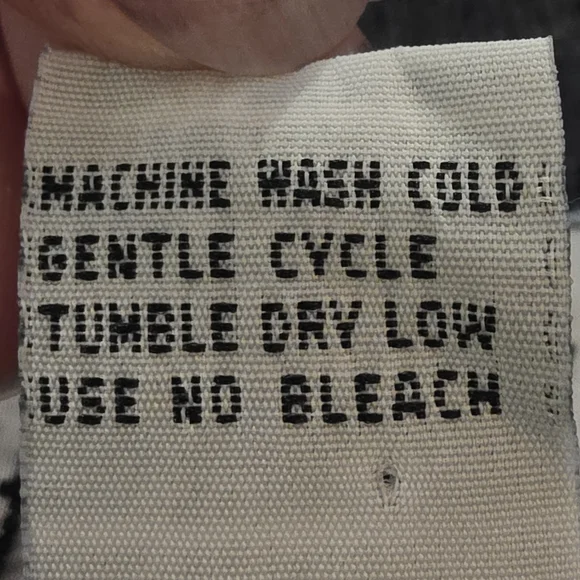 MACHINE WASH COLD
GENTLE CYCLE
TUMBLE DRY LOW
USE NO BLEACH